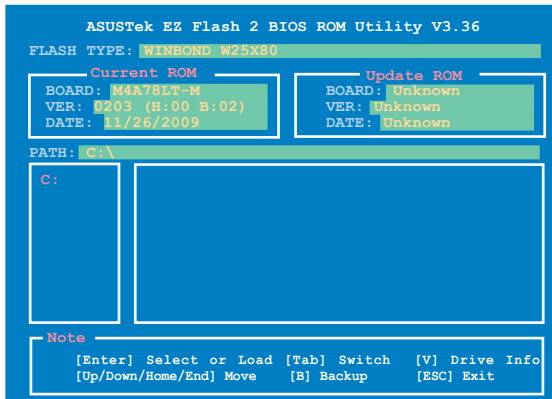 ASUSTek EZ Flash 2 BIOS ROM Utility V3.36
FLASH TYPE: WINBOND W25X80
Current ROM
BOARD: M4A78LT-M
VER: 0203 (H:00 B:02)
DATE: 11/26/2009
Update ROM
BOARD: Unknown
VER: Unknown
DATE: Unknown
PATH: C:\
C:
Note
[Enter] Select or Load [Tab] Switch [V] Drive Info
[Up/Down/Home/End] Move [B] Backup [ESC] Exit